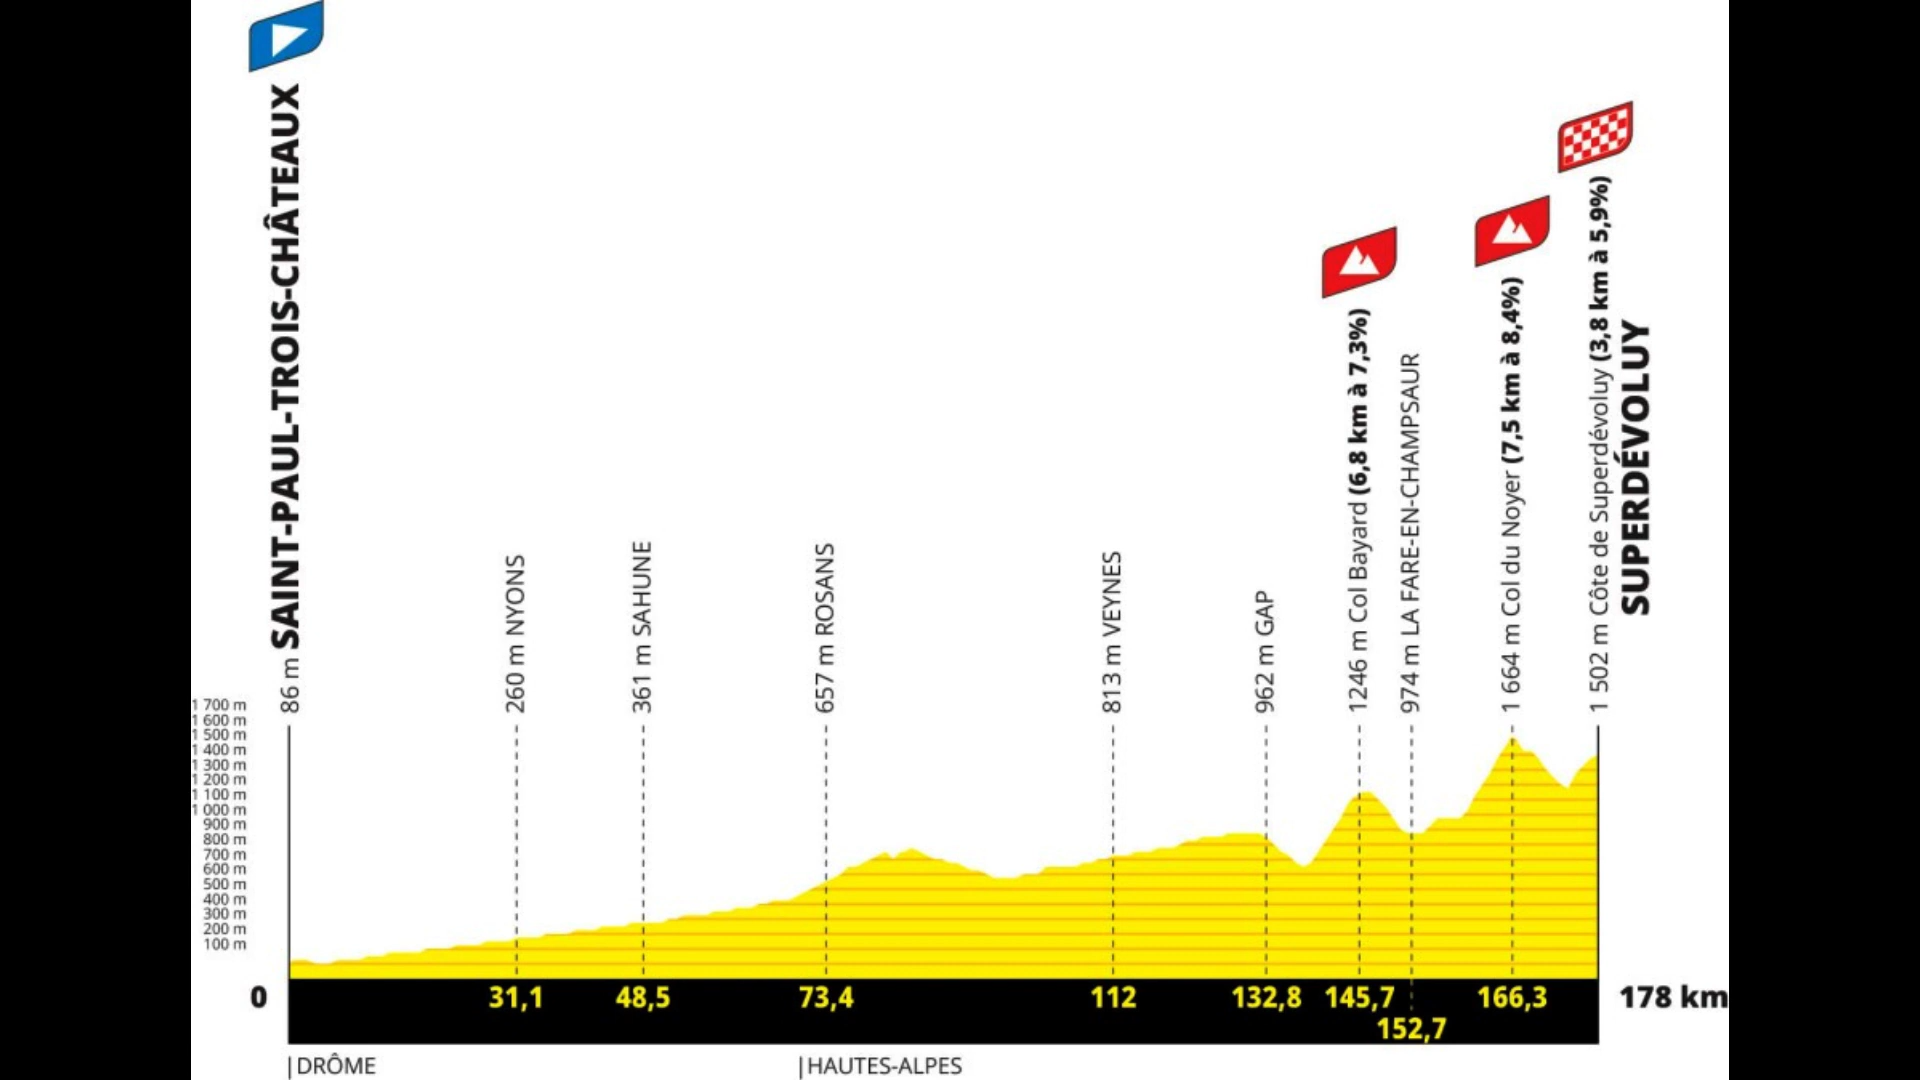 86 m SAINT-PAUL-TROIS-CHÂTEAUX
260 m NYONS
361 m SAHUNE
657 m ROSANS
813 m VEYNES
962 m GAP
1246 m Col Bayard (6,8 km à 7,3%)
974 m LA FARE-EN-CHAMPSAUR
1 664 m Col du Noyer (7,5 km à 8,4%)
1 502 m Côte de Superdévoluy (3,8 km à 5,9%)
SUPERDÉVOLUY
1 700 m
1 600 m
1 500 m
1 400 m
1 300 m
1 200 m
1 100 m
1 000 m
900 m
800 m
700 m
600 m
500 m
400 m
300 m
200 m
100 m
0 31,1 48,5 73,4 112 132,8 145,7 166,3 178 km
152,7
|DRÔME |HAUTES-ALPES